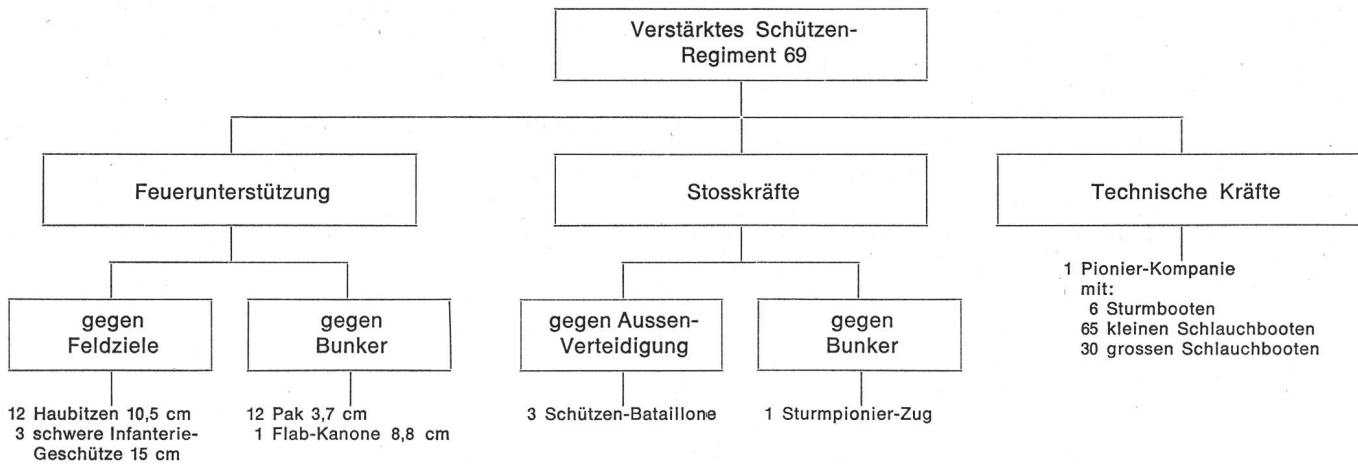 Verstärktes Schützen-
Regiment 69
Feuerunterstützung
Stosskräfte
Technische Kräfte
gegen
Feldziele
gegen
Bunker
gegen Aussen-
Verteidigung
gegen
Bunker
1 Pionier-Kompanie
mit:
6 Sturmbooten
65 kleinen Schlauchbooten
30 grossen Schlauchbooten
12 Haubitzen 10,5 cm
3 schwere Infanterie-
Geschütze 15 cm
12 Pak 3,7 cm
1 Flab-Kanone 8,8 cm
3 Schützen-Bataillone
1 Sturmpionier-Zug